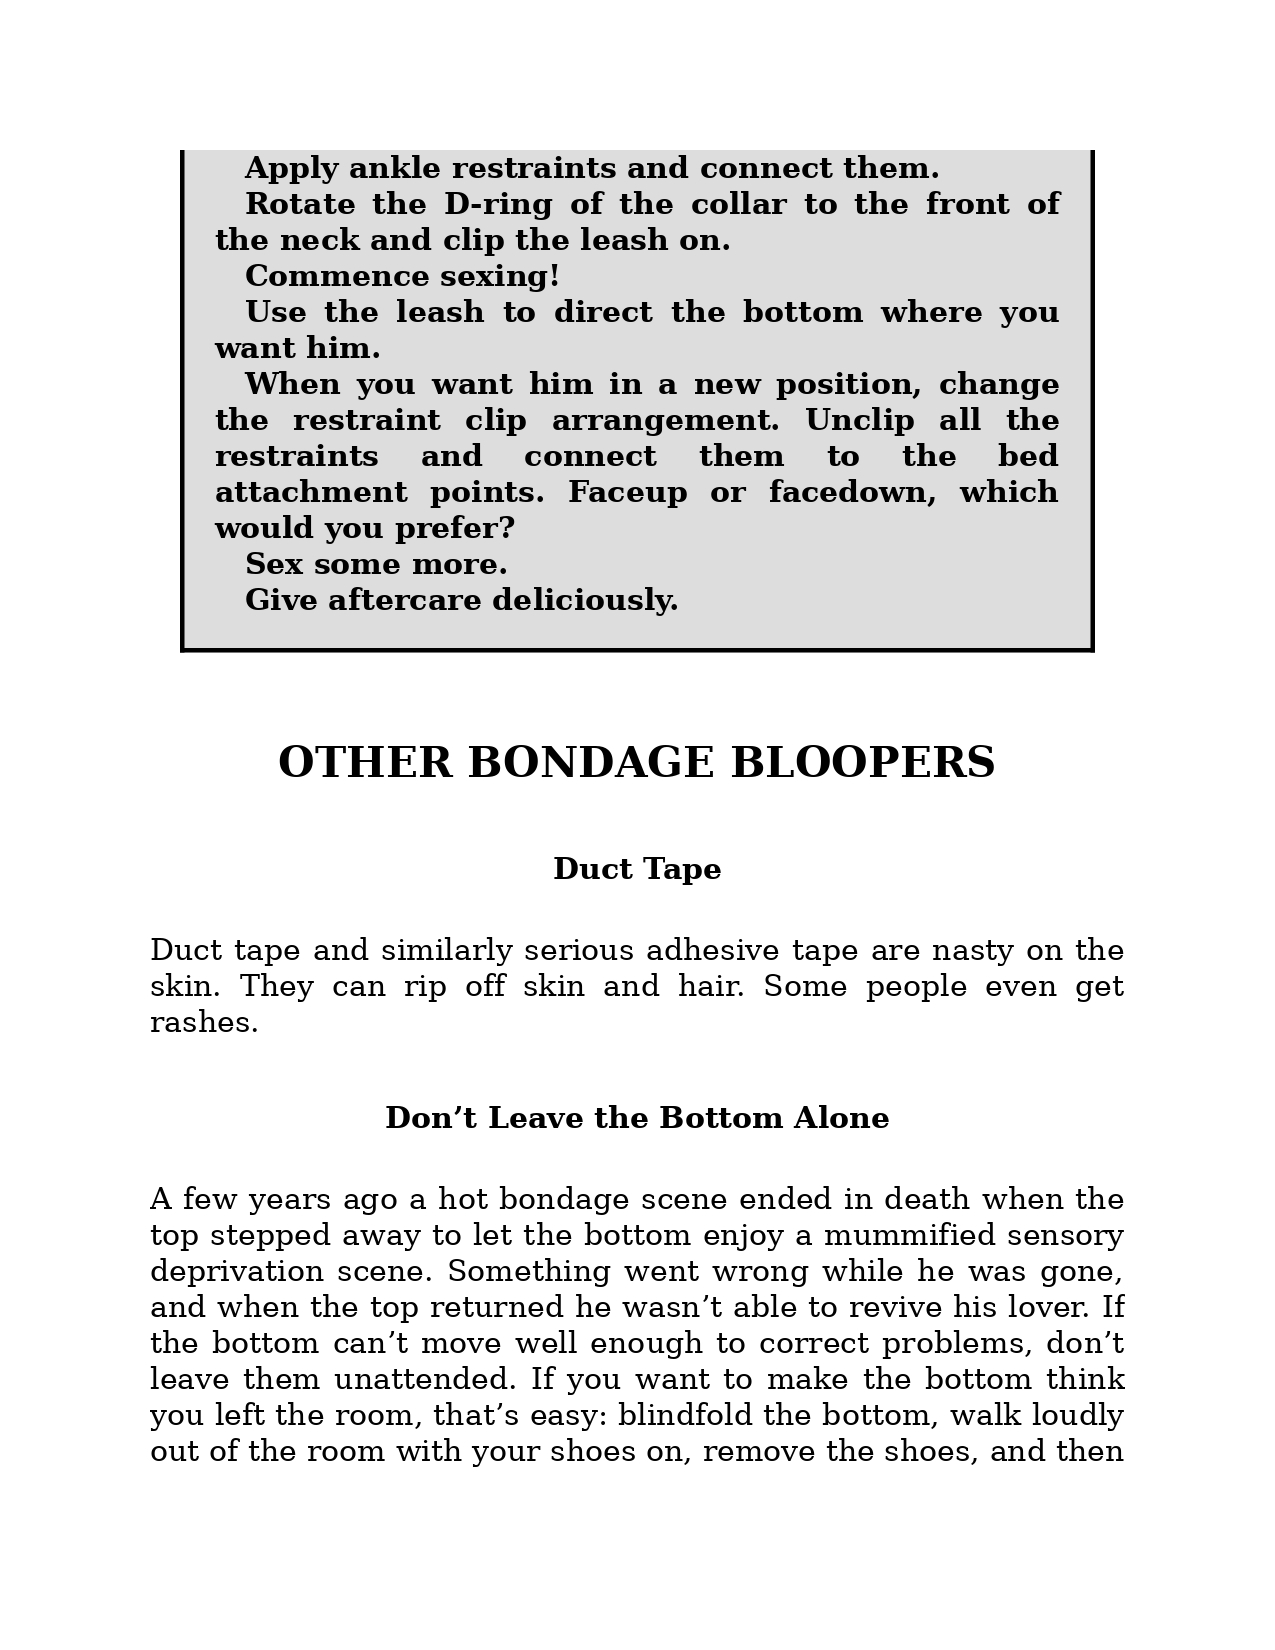 Apply ankle restraints and connect them.
Rotate the D-ring of the collar to the front of
the neck and clip the leash on.
Commence sexing!
Use the leash to direct the bottom where you
want him.
When you want him in a new position, change
the restraint clip arrangement. Unclip all the
restraints and connect them to the bed
attachment points. Faceup or facedown, which
would you prefer?
Sex some more.
Give aftercare deliciously.
OTHER BONDAGE BLOOPERS
Duct Tape
Duct tape and similarly serious adhesive tape are nasty on the
skin. They can rip off skin and hair. Some people even get
rashes.
Don’t Leave the Bottom Alone
A few years ago a hot bondage scene ended in death when the
top stepped away to let the bottom enjoy a mummified sensory
deprivation scene. Something went wrong while he was gone,
and when the top returned he wasn’t able to revive his lover. If
the bottom can’t move well enough to correct problems, don’t
leave them unattended. If you want to make the bottom think
you left the room, that’s easy: blindfold the bottom, walk loudly
out of the room with your shoes on, remove the shoes, and then